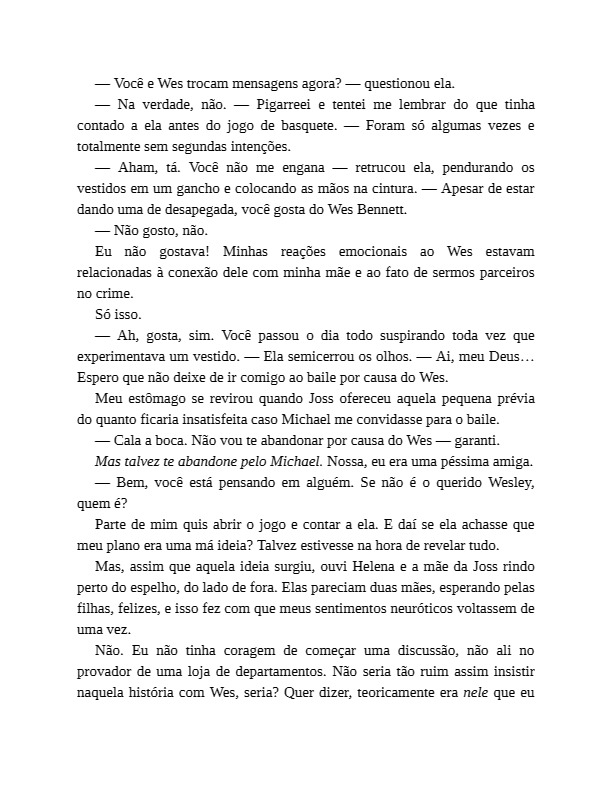 — Você e Wes trocam mensagens agora? — questionou ela.
— Na verdade, não. — Pigarreei e tentei me lembrar do que tinha
contado a ela antes do jogo de basquete. — Foram só algumas vezes e
totalmente sem segundas intenções.
— Aham, tá. Você não me engana — retrucou ela, pendurando os
vestidos em um gancho e colocando as mãos na cintura. — Apesar de estar
dando uma de desapegada, você gosta do Wes Bennett.
— Não gosto, não.
Eu não gostava! Minhas reações emocionais ao Wes estavam
relacionadas à conexão dele com minha mãe e ao fato de sermos parceiros
no crime.
Só isso.
— Ah, gosta, sim. Você passou o dia todo suspirando toda vez que
experimentava um vestido. — Ela semicerrou os olhos. — Ai, meu Deus…
Espero que não deixe de ir comigo ao baile por causa do Wes.
Meu estômago se revirou quando Joss ofereceu aquela pequena prévia
do quanto ficaria insatisfeita caso Michael me convidasse para o baile.
— Cala a boca. Não vou te abandonar por causa do Wes — garanti.
Mas talvez te abandone pelo Michael. Nossa, eu era uma péssima amiga.
— Bem, você está pensando em alguém. Se não é o querido Wesley,
quem é?
Parte de mim quis abrir o jogo e contar a ela. E daí se ela achasse que
meu plano era uma má ideia? Talvez estivesse na hora de revelar tudo.
Mas, assim que aquela ideia surgiu, ouvi Helena e a mãe da Joss rindo
perto do espelho, do lado de fora. Elas pareciam duas mães, esperando pelas
filhas, felizes, e isso fez com que meus sentimentos neuróticos voltassem de
uma vez.
Não. Eu não tinha coragem de começar uma discussão, não ali no
provador de uma loja de departamentos. Não seria tão ruim assim insistir
naquela história com Wes, seria? Quer dizer, teoricamente era nele que eu